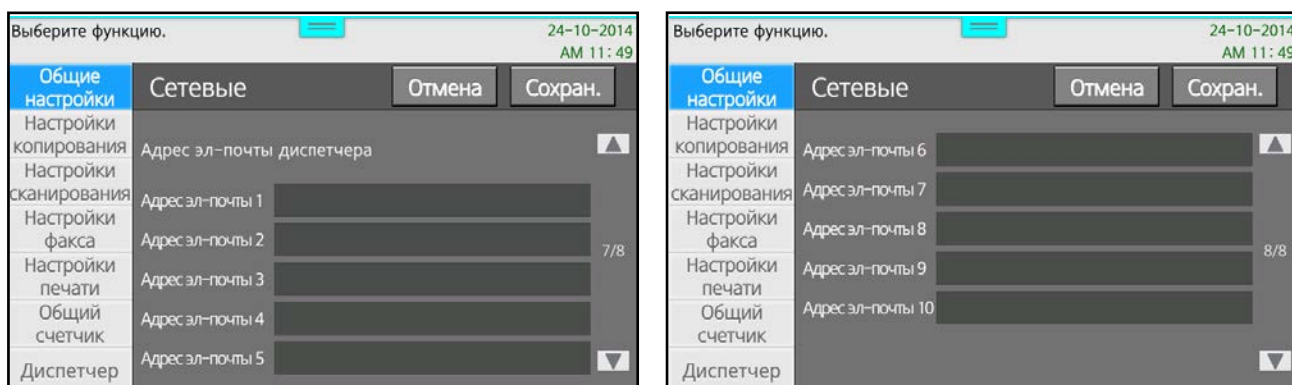 Выберите функцию.
24-10-2014
AM 11:49
Общие
настройки
Настройки
копирования
Настройки
сканирования
Настройки
факса
Настройки
печати
Общий
счетчик
Диспетчер
Сетевые
Отмена
Сохран.
Адрес эл-почты диспетчера
Адрес эл-почты 1
Адрес эл-почты 2
Адрес эл-почты 3
Адрес эл-почты 4
Адрес эл-почты 5
7/8
Выберите функцию.
24-10-2014
AM 11:49
Общие
настройки
Настройки
копирования
Настройки
сканирования
Настройки
факса
Настройки
печати
Общий
счетчик
Диспетчер
Сетевые
Отмена
Сохран.
Адрес эл-почты 6
Адрес эл-почты 7
Адрес эл-почты 8
Адрес эл-почты 9
Адрес эл-почты 10
8/8